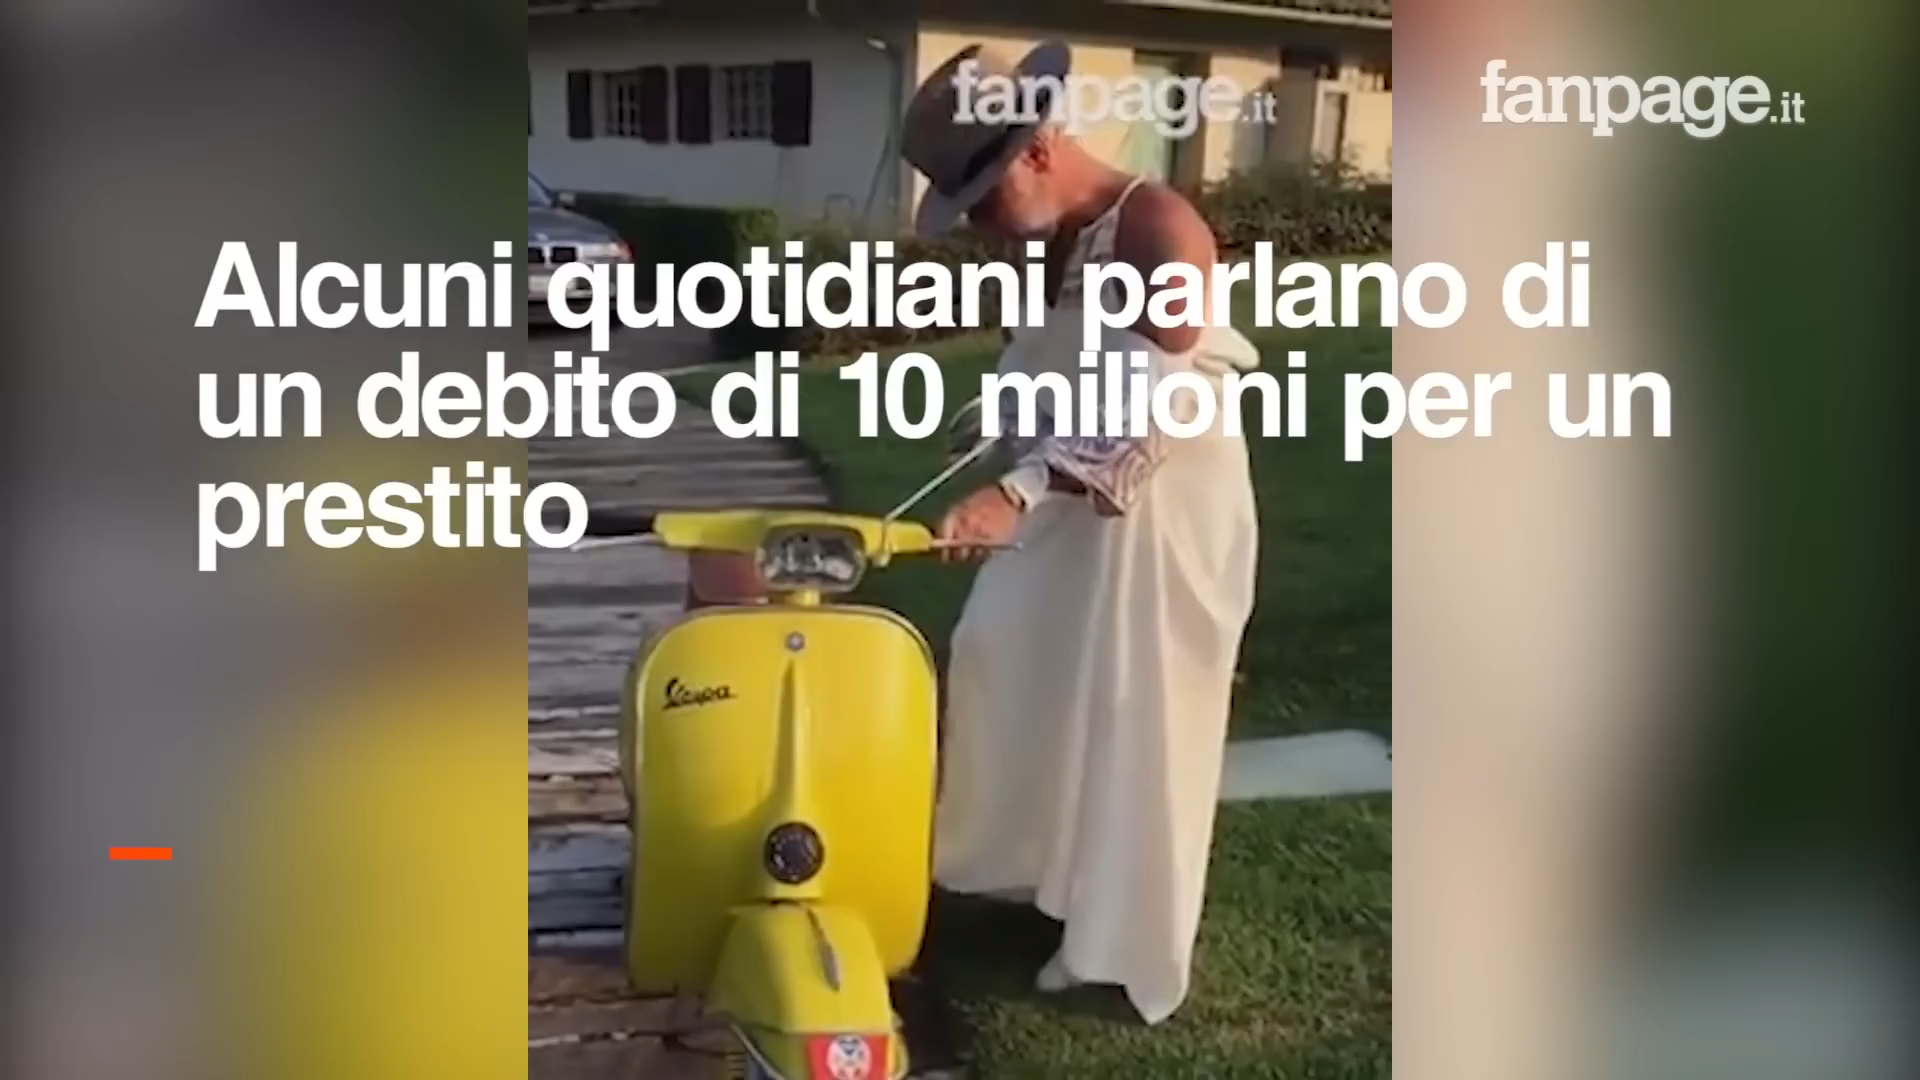 fanpage.it
fanpage.it
Alcuni quotidiani parlano di
un debito di 10 milioni per un
prestito
Vespa